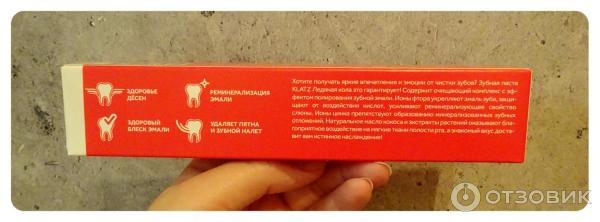 ЗДОРОВЬЕ
ДЁСЕН
РЕМИНЕРАЛИЗАЦИЯ
ЭМАЛИ
ЗДОРОВЫЙ
БЛЕСК ЭМАЛИ
УДАЛЯЕТ ПЯТНА
И ЗУБНОЙ НАЛЕТ
Хотите получать яркие впечатления и эмоции от чистки зубов? Зубная паста
KLATZ Ледяная кола это гарантирует! Содержит очищающий комплекс с эф-
фектом полирования зубной эмали. Ионы фтора укрепляют эмаль зуба, защи-
щают от воздействия кислот, усиливают реминерализующее свойство
слюны. Ионы цинка препятствуют образованию минерализованных зубных
отложений. Натуральное масло кокоса и экстракты растений оказывают бла-
гоприятное воздействие на мягкие ткани полости рта, а знакомый вкус доста-
вит вам истинное наслаждение!
ОТЗОВИК